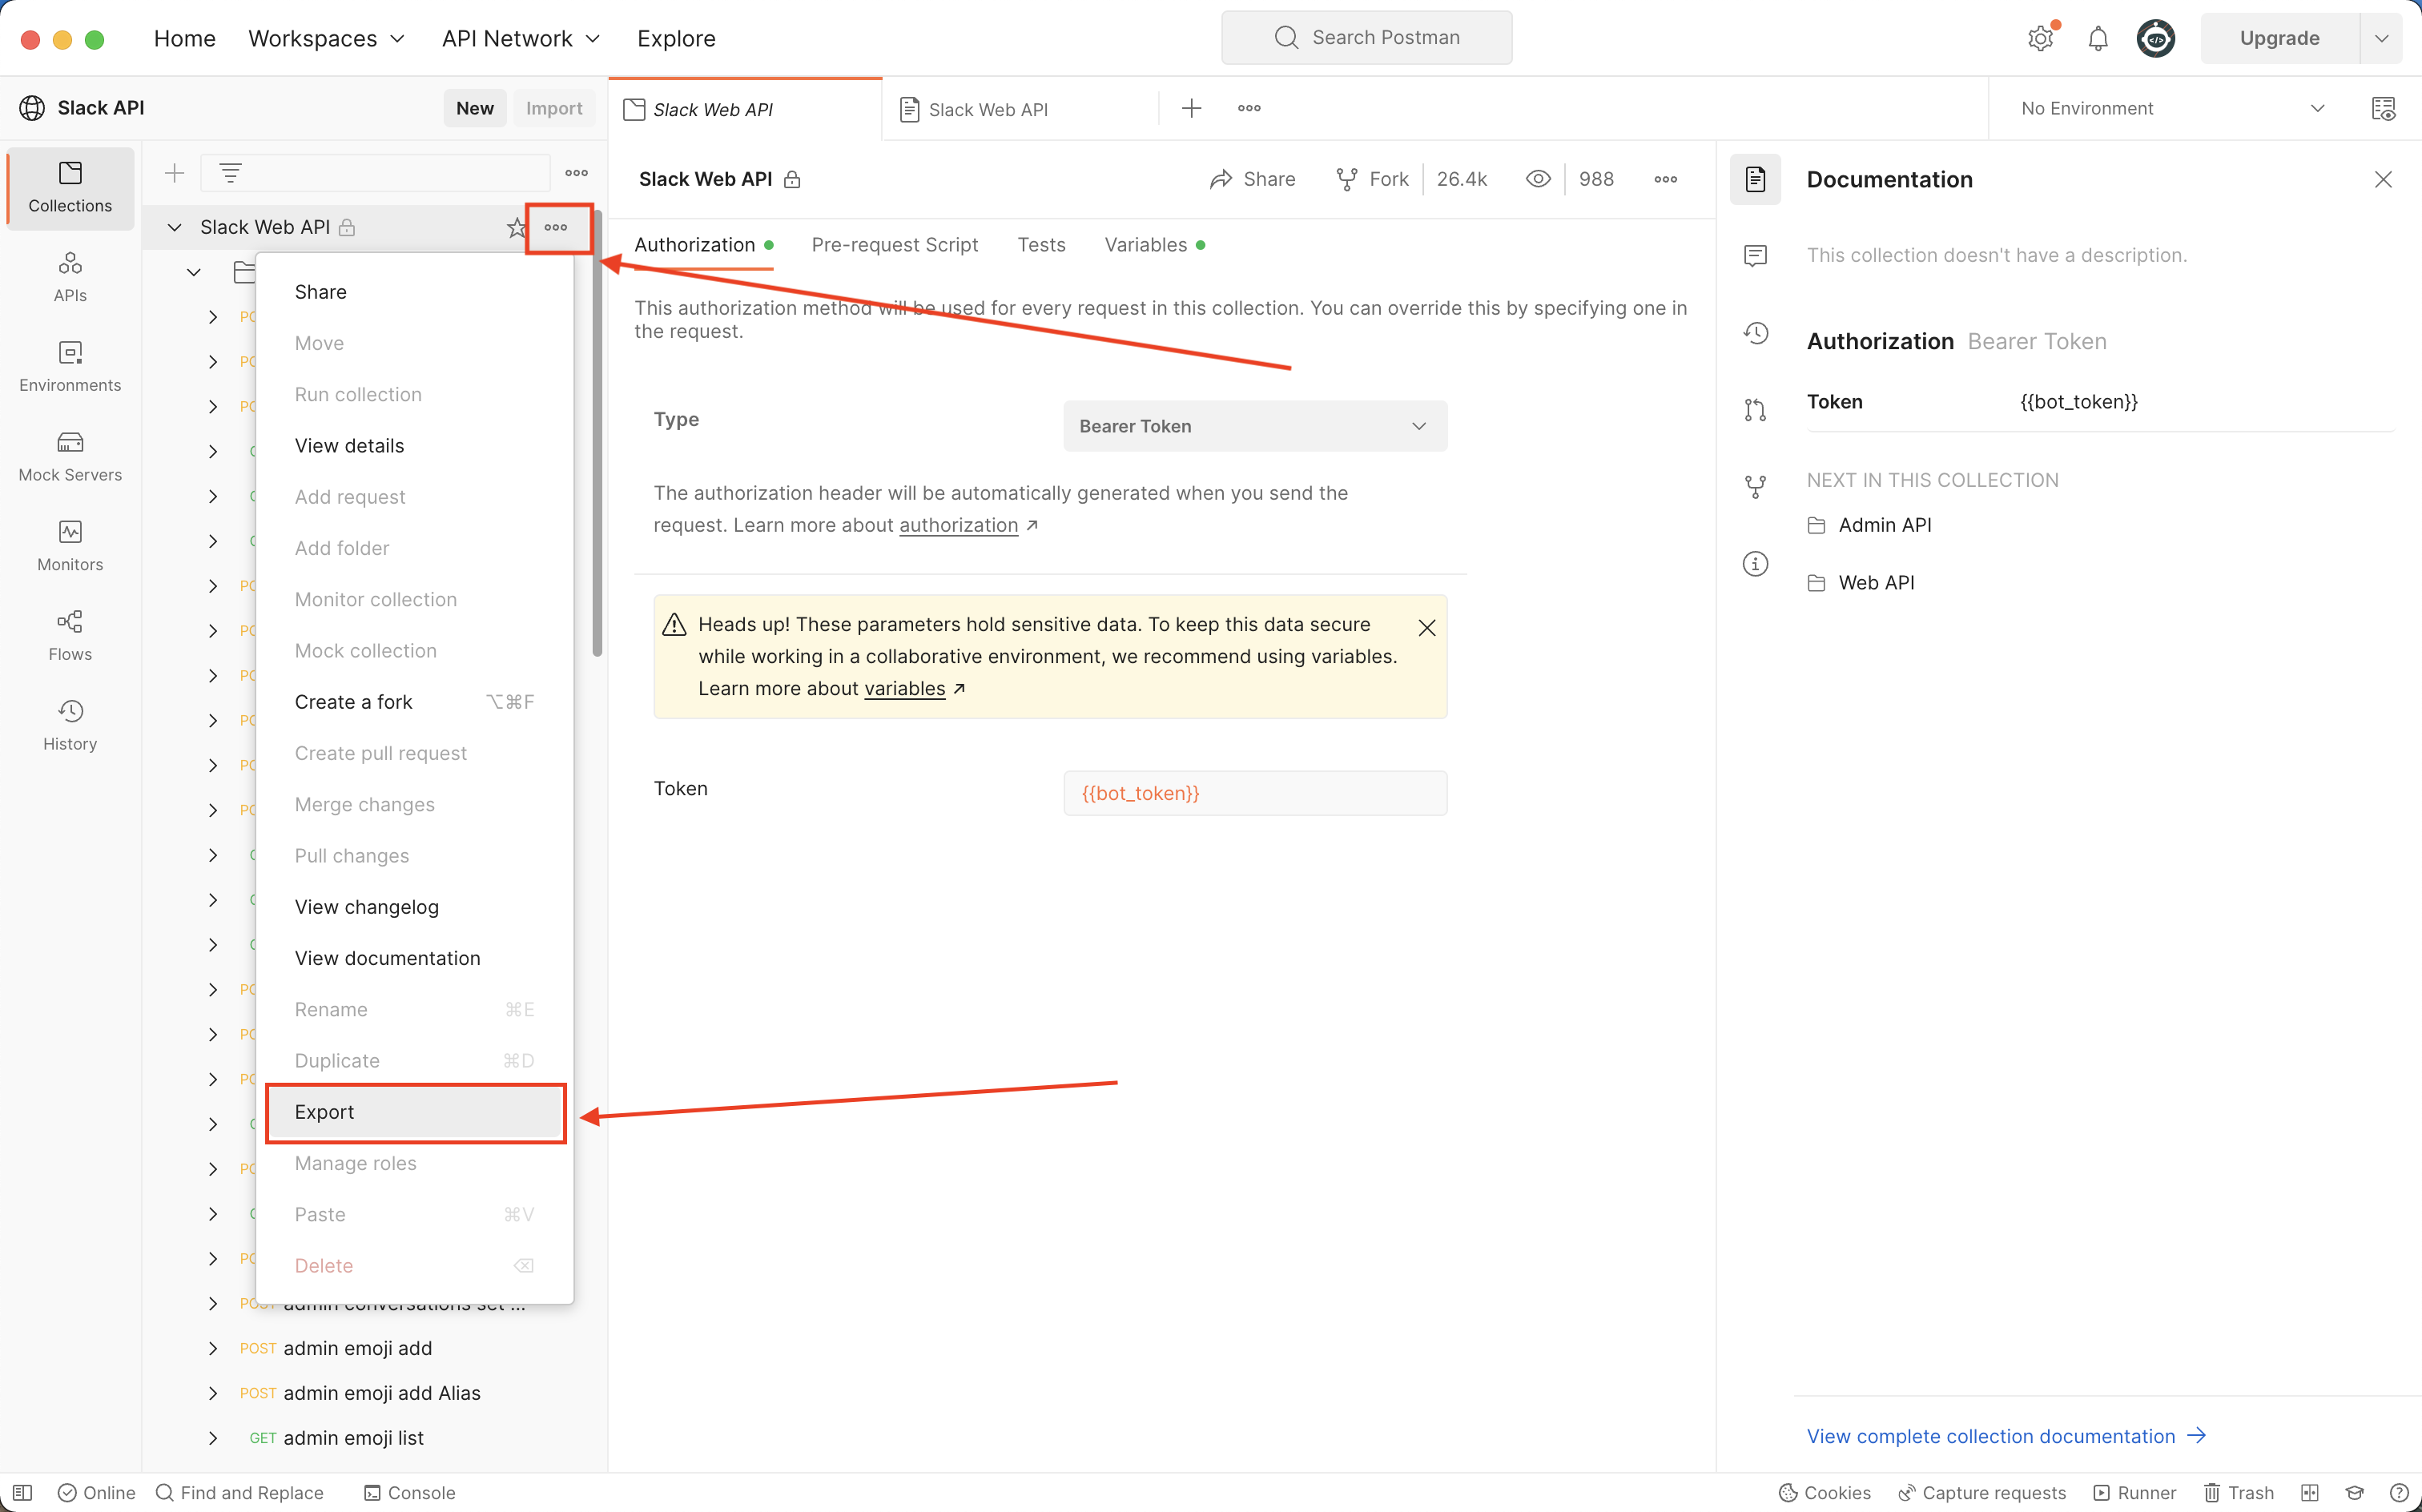 Home Workspaces API Network Explore Search Postman Upgrade
Slack API New Import Slack Web API Slack Web API No Environment
Collections
APIs
Environments
Mock Servers
Monitors
Flows
History
Slack Web API
Share
Move
Run collection
View details
Add request
Add folder
Monitor collection
Mock collection
Create a fork ⌥⌘F
Create pull request
Merge changes
Pull changes
View changelog
View documentation
Rename ⌘E
Duplicate ⌘D
Export
Manage roles
Paste ⌘V
Delete
POST admin emoji add
POST admin emoji add Alias
GET admin emoji list
Slack Web API Share Fork 26.4k 988
Authorization Pre-request Script Tests Variables
This authorization method will be used for every request in this collection. You can override this by specifying one in
the request.
Type Bearer Token
The authorization header will be automatically generated when you send the
request. Learn more about authorization ↗
Heads up! These parameters hold sensitive data. To keep this data secure
while working in a collaborative environment, we recommend using variables.
Learn more about variables ↗
Token {{bot_token}}
Documentation
This collection doesn't have a description.
Authorization Bearer Token
Token {{bot_token}}
NEXT IN THIS COLLECTION
Admin API
Web API
View complete collection documentation →
Online Find and Replace Console Cookies Capture requests Runner Trash